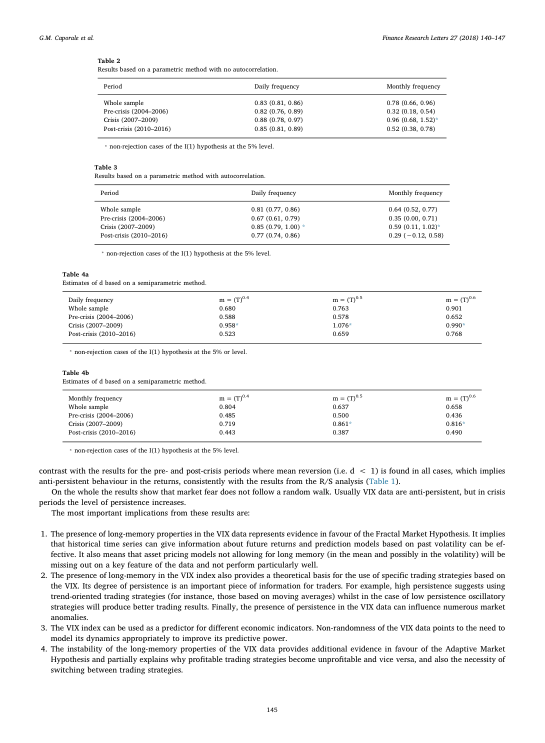 G.M. Caporale et al.
Finance Research Letters 27 (2018) 140–147
Table 2
Results based on a parametric method with no autocorrelation.
Period Daily frequency Monthly frequency
Whole sample 0.83 (0.81, 0.86) 0.78 (0.66, 0.96)
Pre-crisis (2004–2006) 0.82 (0.76, 0.89) 0.32 (0.18, 0.54)
Crisis (2007–2009) 0.88 (0.78, 0.97) 0.96 (0.68, 1.52)*
Post-crisis (2010–2016) 0.85 (0.81, 0.89) 0.52 (0.38, 0.78)
* non-rejection cases of the I(1) hypothesis at the 5% level.
Table 3
Results based on a parametric method with autocorrelation.
Period Daily frequency Monthly frequency
Whole sample 0.81 (0.77, 0.86) 0.64 (0.52, 0.77)
Pre-crisis (2004–2006) 0.67 (0.61, 0.79) 0.35 (0.00, 0.71)
Crisis (2007–2009) 0.85 (0.79, 1.00) * 0.59 (0.11, 1.02)*
Post-crisis (2010–2016) 0.77 (0.74, 0.86) 0.29 (−0.12, 0.58)
* non-rejection cases of the I(1) hypothesis at the 5% level.
Table 4a
Estimates of d based on a semiparametric method.
Daily frequency m = (T)^0.4 m = (T)^0.5 m = (T)^0.6
Whole sample 0.680 0.763 0.901
Pre-crisis (2004–2006) 0.588 0.578 0.652
Crisis (2007–2009) 0.958* 1.076* 0.990*
Post-crisis (2010–2016) 0.523 0.659 0.768
* non-rejection cases of the I(1) hypothesis at the 5% or level.
Table 4b
Estimates of d based on a semiparametric method.
Monthly frequency m = (T)^0.4 m = (T)^0.5 m = (T)^0.6
Whole sample 0.804 0.637 0.658
Pre-crisis (2004–2006) 0.485 0.500 0.436
Crisis (2007–2009) 0.719 0.861* 0.816*
Post-crisis (2010–2016) 0.443 0.387 0.490
* non-rejection cases of the I(1) hypothesis at the 5% level.
contrast with the results for the pre- and post-crisis periods where mean reversion (i.e. d < 1) is found in all cases, which implies
anti-persistent behaviour in the returns, consistently with the results from the R/S analysis (Table 1).
On the whole the results show that market fear does not follow a random walk. Usually VIX data are anti-persistent, but in crisis
periods the level of persistence increases.
The most important implications from these results are:
1. The presence of long-memory properties in the VIX data represents evidence in favour of the Fractal Market Hypothesis. It implies
that historical time series can give information about future returns and prediction models based on past volatility can be ef-
fective. It also means that asset pricing models not allowing for long memory (in the mean and possibly in the volatility) will be
missing out on a key feature of the data and not perform particularly well.
2. The presence of long-memory in the VIX index also provides a theoretical basis for the use of specific trading strategies based on
the VIX. Its degree of persistence is an important piece of information for traders. For example, high persistence suggests using
trend-oriented trading strategies (for instance, those based on moving averages) whilst in the case of low persistence oscillatory
strategies will produce better trading results. Finally, the presence of persistence in the VIX data can influence numerous market
anomalies.
3. The VIX index can be used as a predictor for different economic indicators. Non-randomness of the VIX data points to the need to
model its dynamics appropriately to improve its predictive power.
4. The instability of the long-memory properties of the VIX data provides additional evidence in favour of the Adaptive Market
Hypothesis and partially explains why profitable trading strategies become unprofitable and vice versa, and also the necessity of
switching between trading strategies.
145